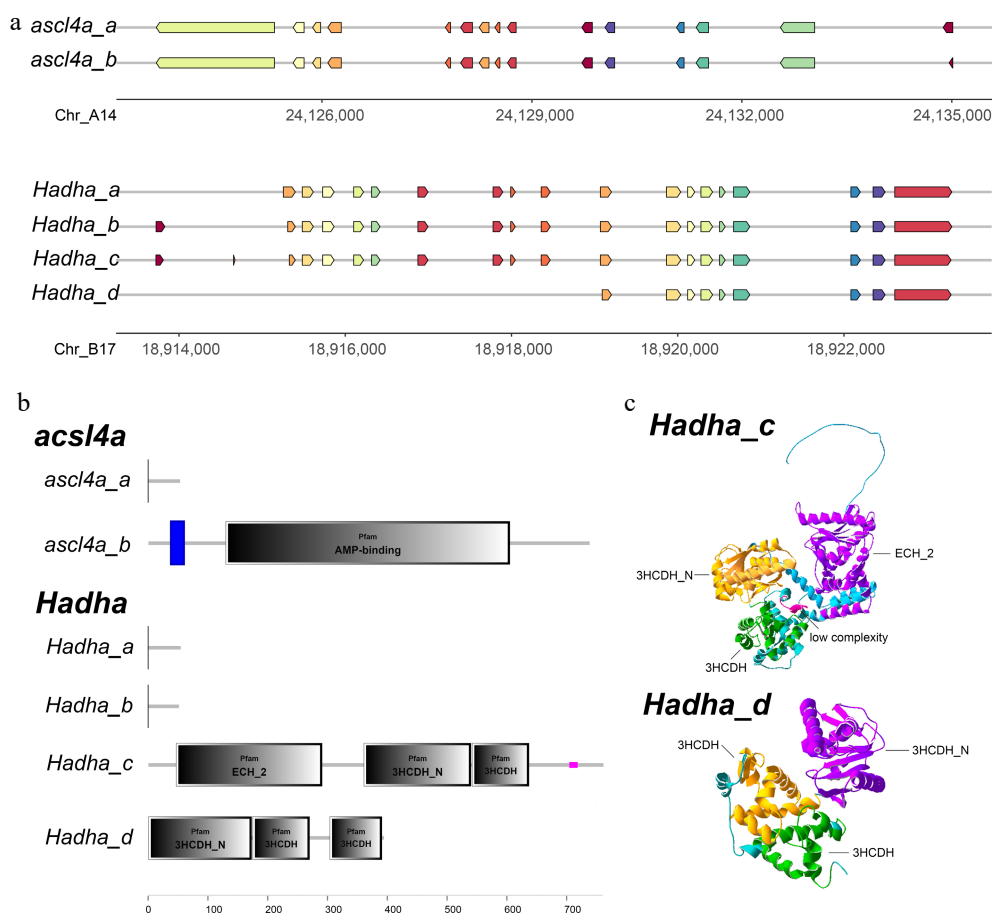 a
ascl4a_a
ascl4a_b
Chr_A14
24,126,000 24,129,000 24,132,000 24,135,000
Hadha_a
Hadha_b
Hadha_c
Hadha_d
Chr_B17
18,914,000 18,916,000 18,918,000 18,920,000 18,922,000
b
acsl4a
ascl4a_a
ascl4a_b
Pfam
AMP-binding
Hadha
Hadha_a
Hadha_b
Hadha_c
Pfam Pfam Pfam
ECH_2 3HCDH_N 3HCDH
Hadha_d
Pfam Pfam Pfam
3HCDH_N 3HCDH 3HCDH
0 100 200 300 400 500 600 700
c
Hadha_c
ECH_2
3HCDH_N
low complexity
3HCDH
Hadha_d
3HCDH
3HCDH_N
3HCDH